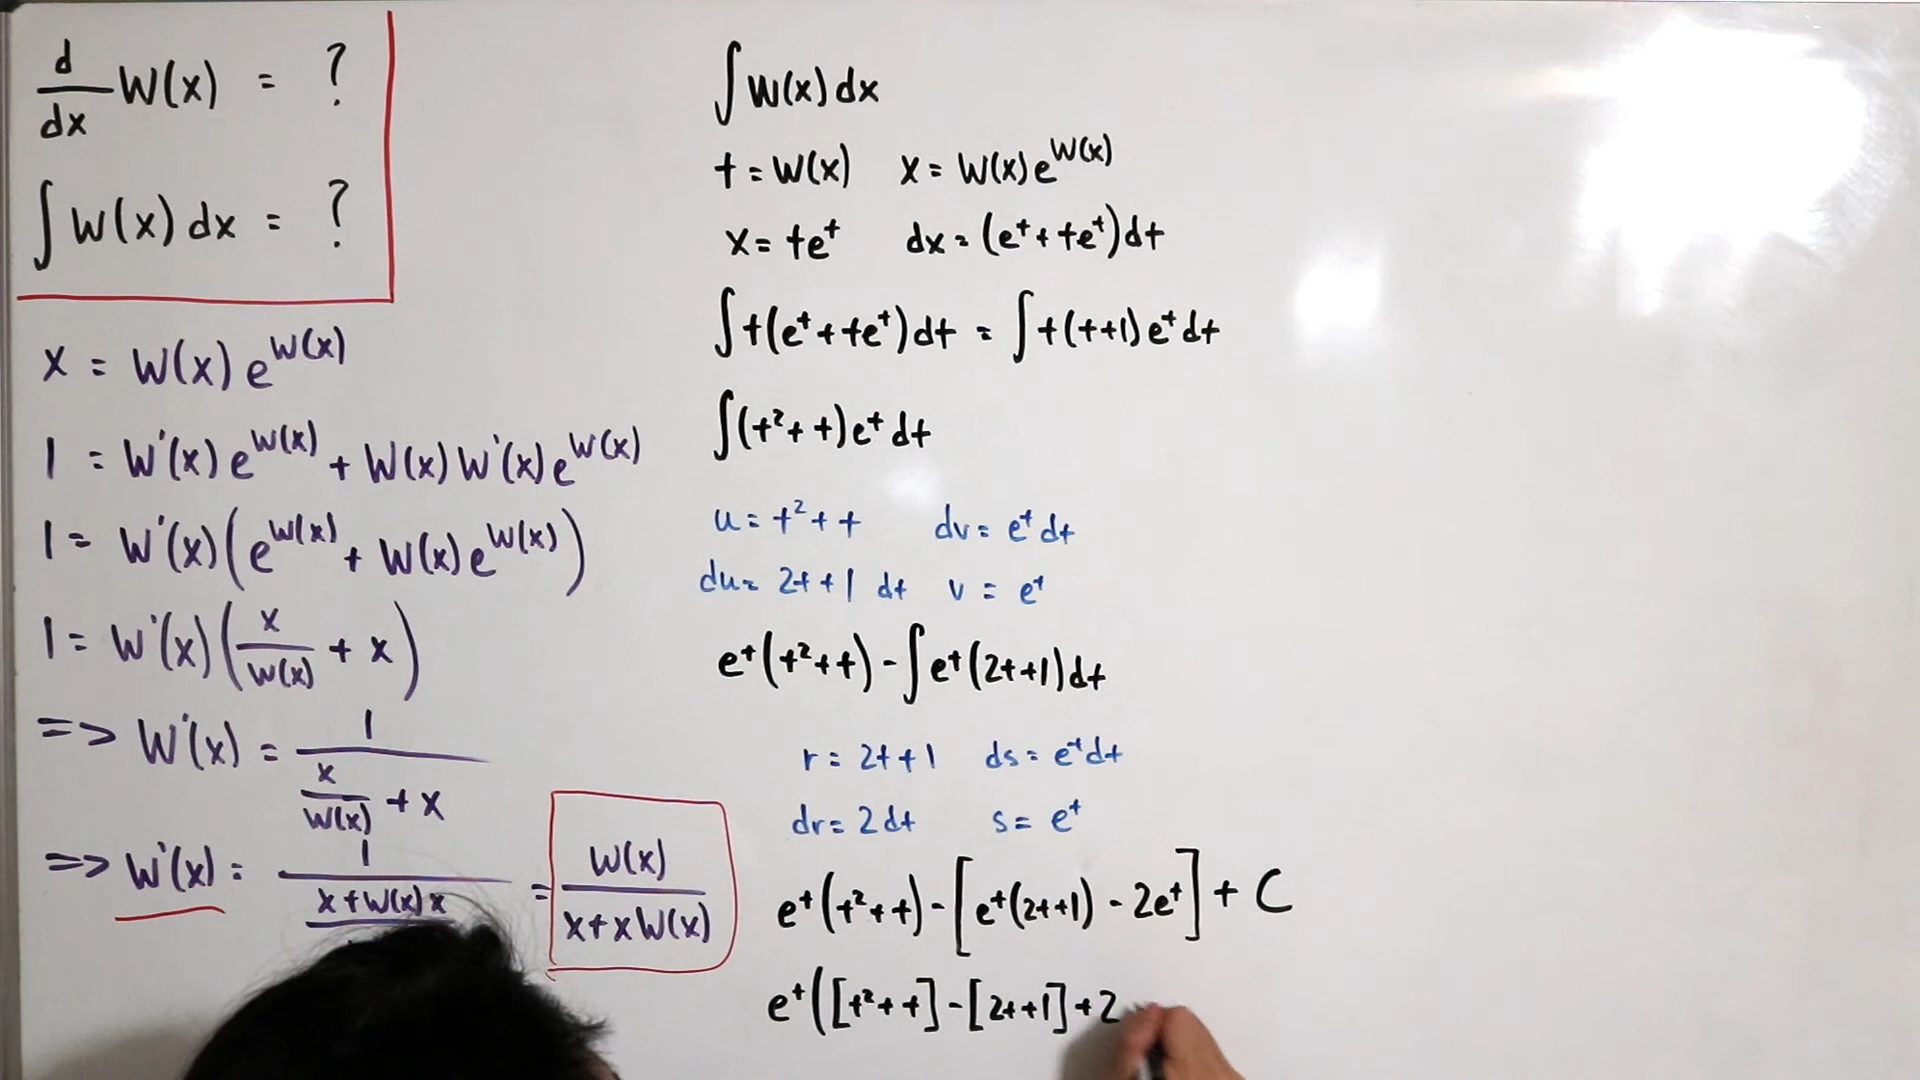 d/dx W(x) = ?
∫ W(x) dx = ?
x = W(x) e^{W(x)}
1 = W'(x) e^{W(x)} + W(x) W'(x) e^{W(x)}
1 = W'(x) ( e^{W(x)} + W(x) e^{W(x)} )
1 = W'(x) ( x/W(x) + x )
=> W'(x) = 1/(x/W(x) + x)
=> W'(x) = 1/(x+W(x)x = W(x)/(x+xW(x))
∫ W(x) dx
t = W(x) x = W(x) e^{W(x)}
x = te^t dx = (e^t + te^t) dt
∫ t(e^t + te^t) dt = ∫ t(t+1) e^t dt
∫ (t² + t) e^t dt
u = t² + t dv = e^t dt
du = 2t + 1 dt v = e^t
e^t (t² + t) - ∫ e^t (2t+1) dt
r = 2t + 1 ds = e^t dt
dr = 2 dt s = e^t
e^t (t² + t) - [ e^t (2t+1) - 2e^t ] + C
e^t ( [t² + t] - [2t+1] + 2